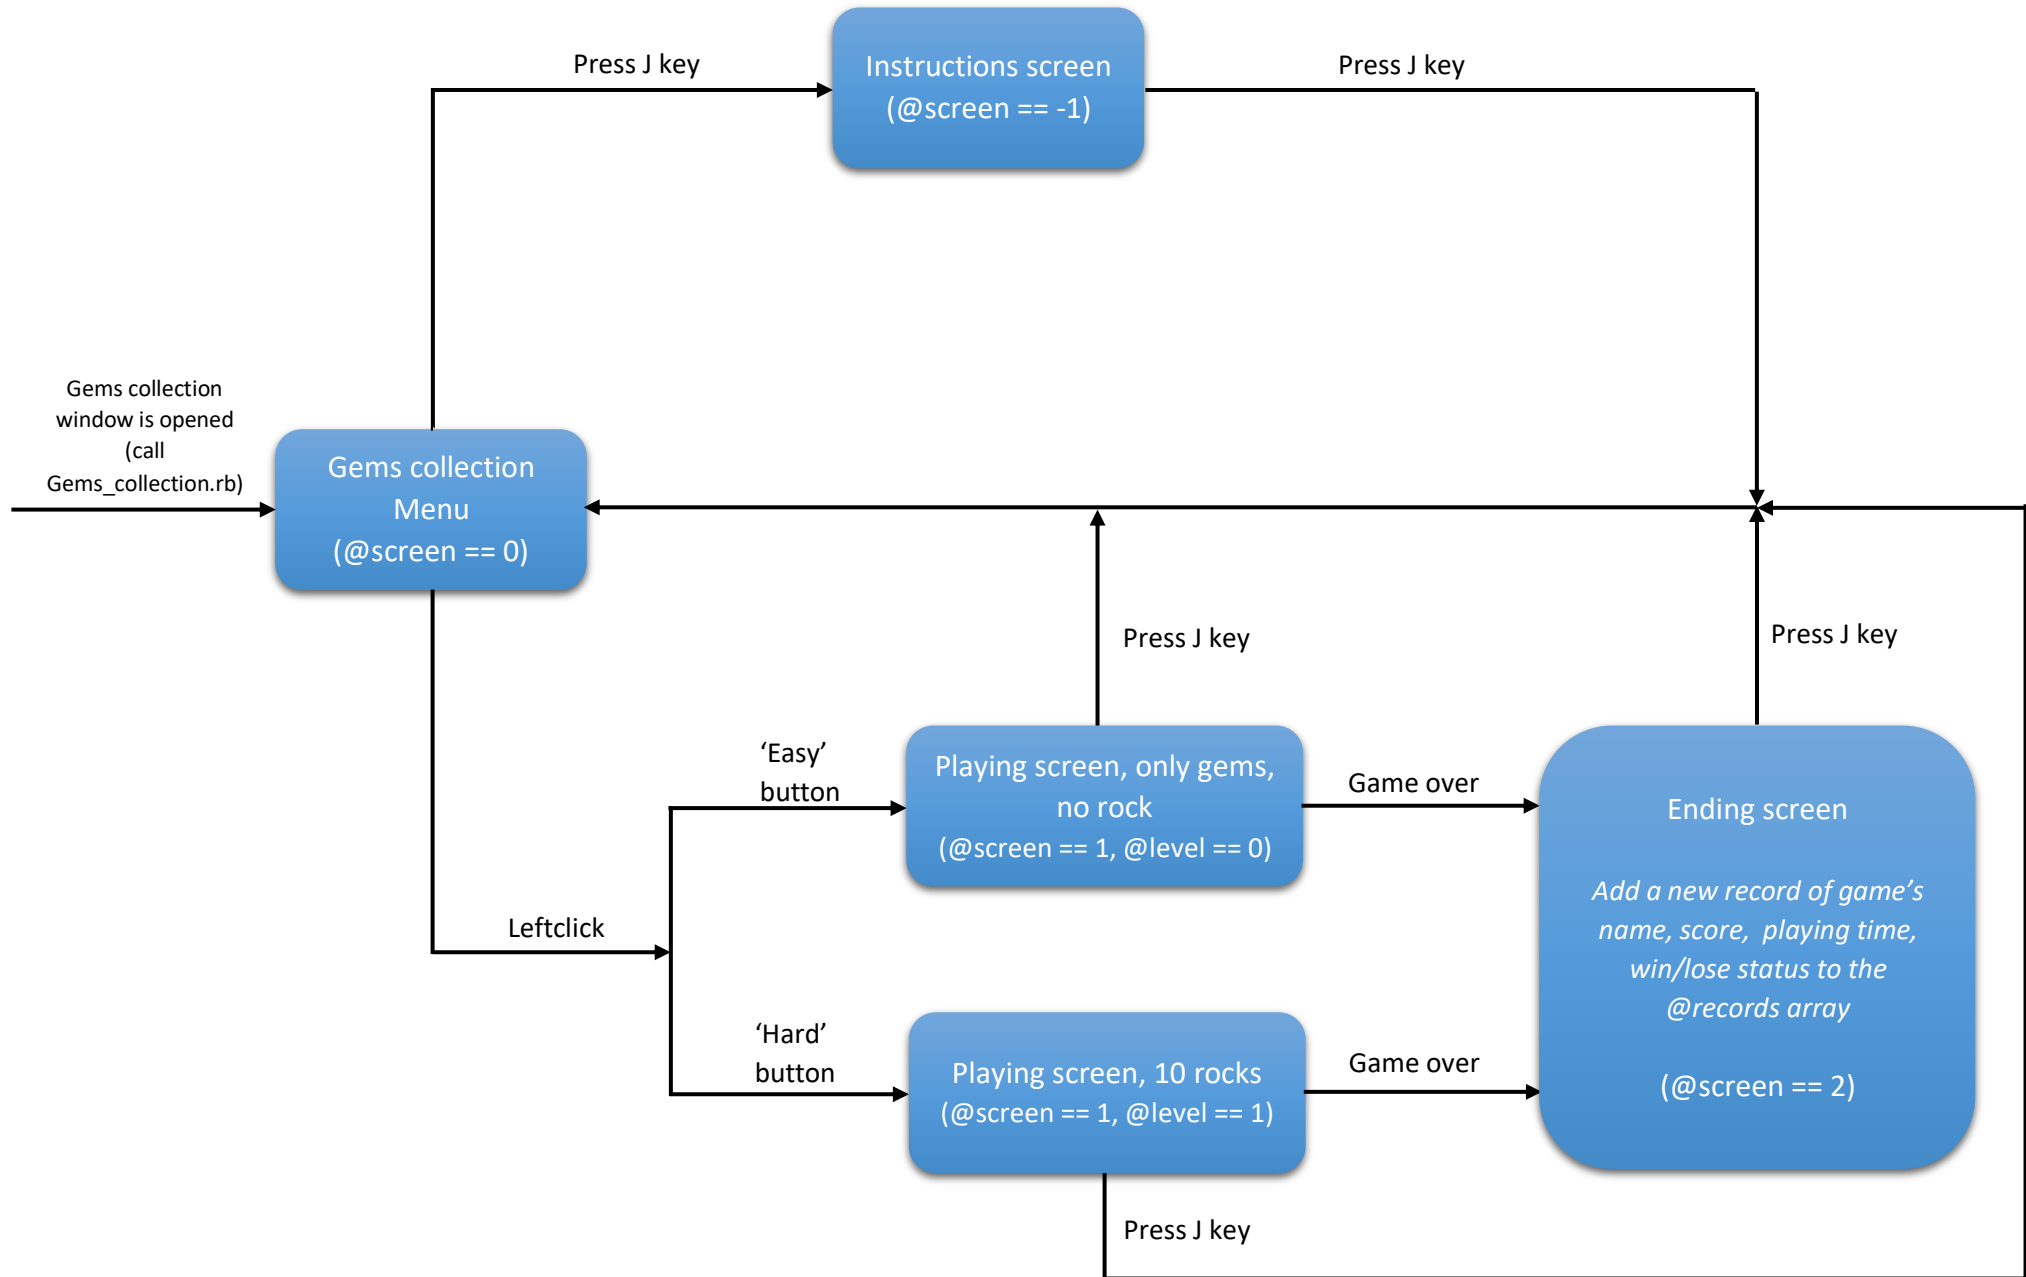 Press J key
Instructions screen
(@screen == -1)
Press J key
Gems collection
window is opened
(call
Gems_collection.rb)
Gems collection
Menu
(@screen == 0)
Press J key
Press J key
‘Easy’
button
Playing screen, only gems,
no rock
(@screen == 1, @level == 0)
Game over
Ending screen
Add a new record of game’s
name, score,  playing time,
win/lose status to the
@records array
(@screen == 2)
Leftclick
‘Hard’
button
Playing screen, 10 rocks
(@screen == 1, @level == 1)
Game over
Press J key